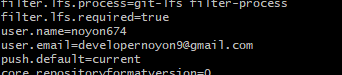 filter.lfs.process=git-lfs filter-process
filter.lfs.required=true
user.name=noyon674
user.email=developernoyon9@gmail.com
push.default=current
core.repositoryformatversion=0